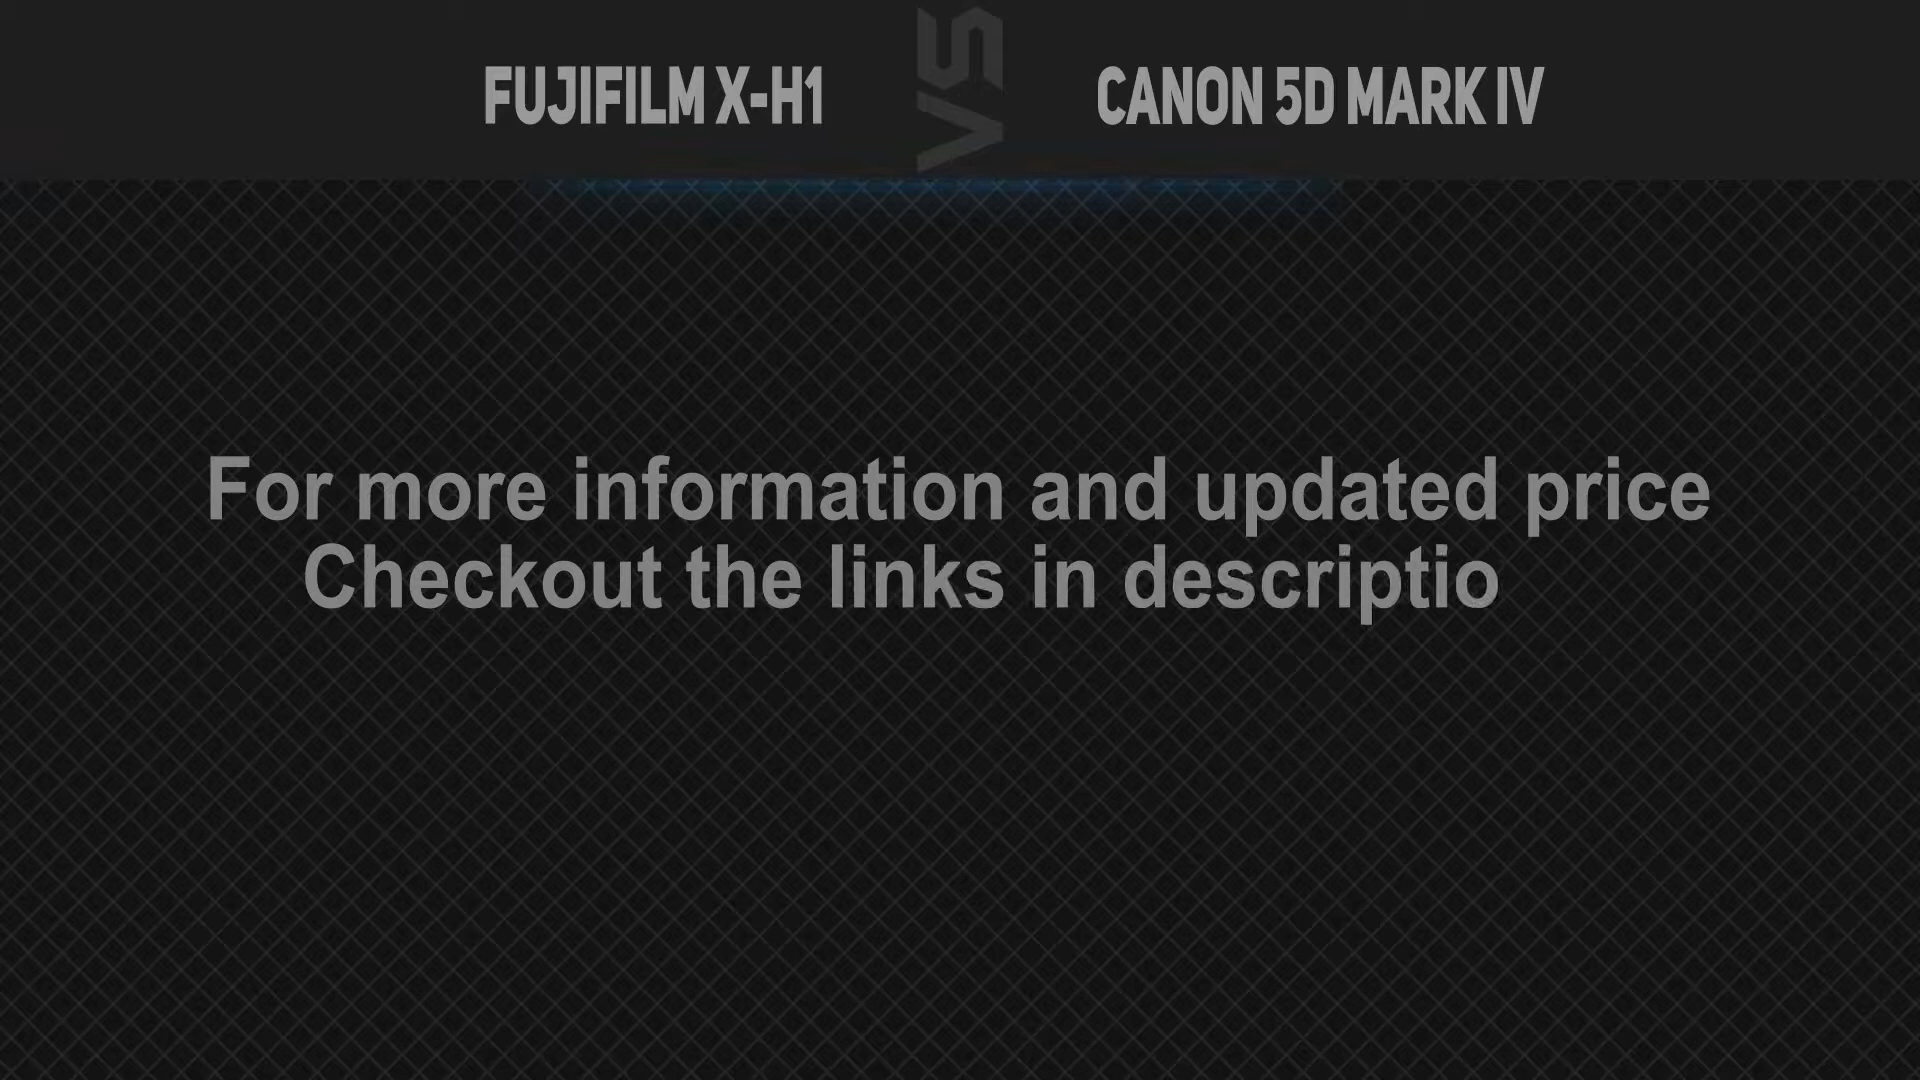 FUJIFILM X-H1 VS CANON 5D MARK IV
For more information and updated price
Checkout the links in descriptio